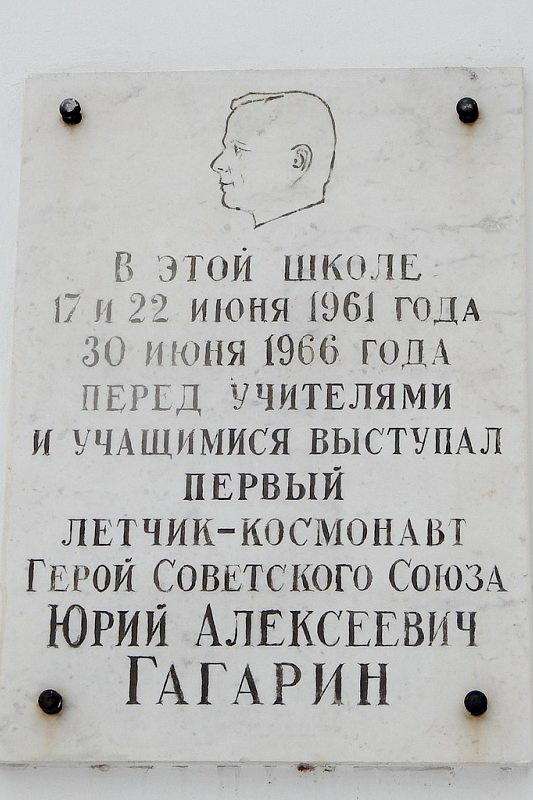 В ЭТОЙ ШКОЛЕ
17 И 22 ИЮНЯ 1961 ГОДА
30 ИЮНЯ 1966 ГОДА
ПЕРЕД УЧИТЕЛЯМИ
И УЧАЩИМИСЯ ВЫСТУПАЛ
ПЕРВЫЙ
ЛЕТЧИК-КОСМОНАВТ
ГЕРОЙ СОВЕТСКОГО СОЮЗА
ЮРИЙ АЛЕКСЕЕВИЧ
ГАГАРИН